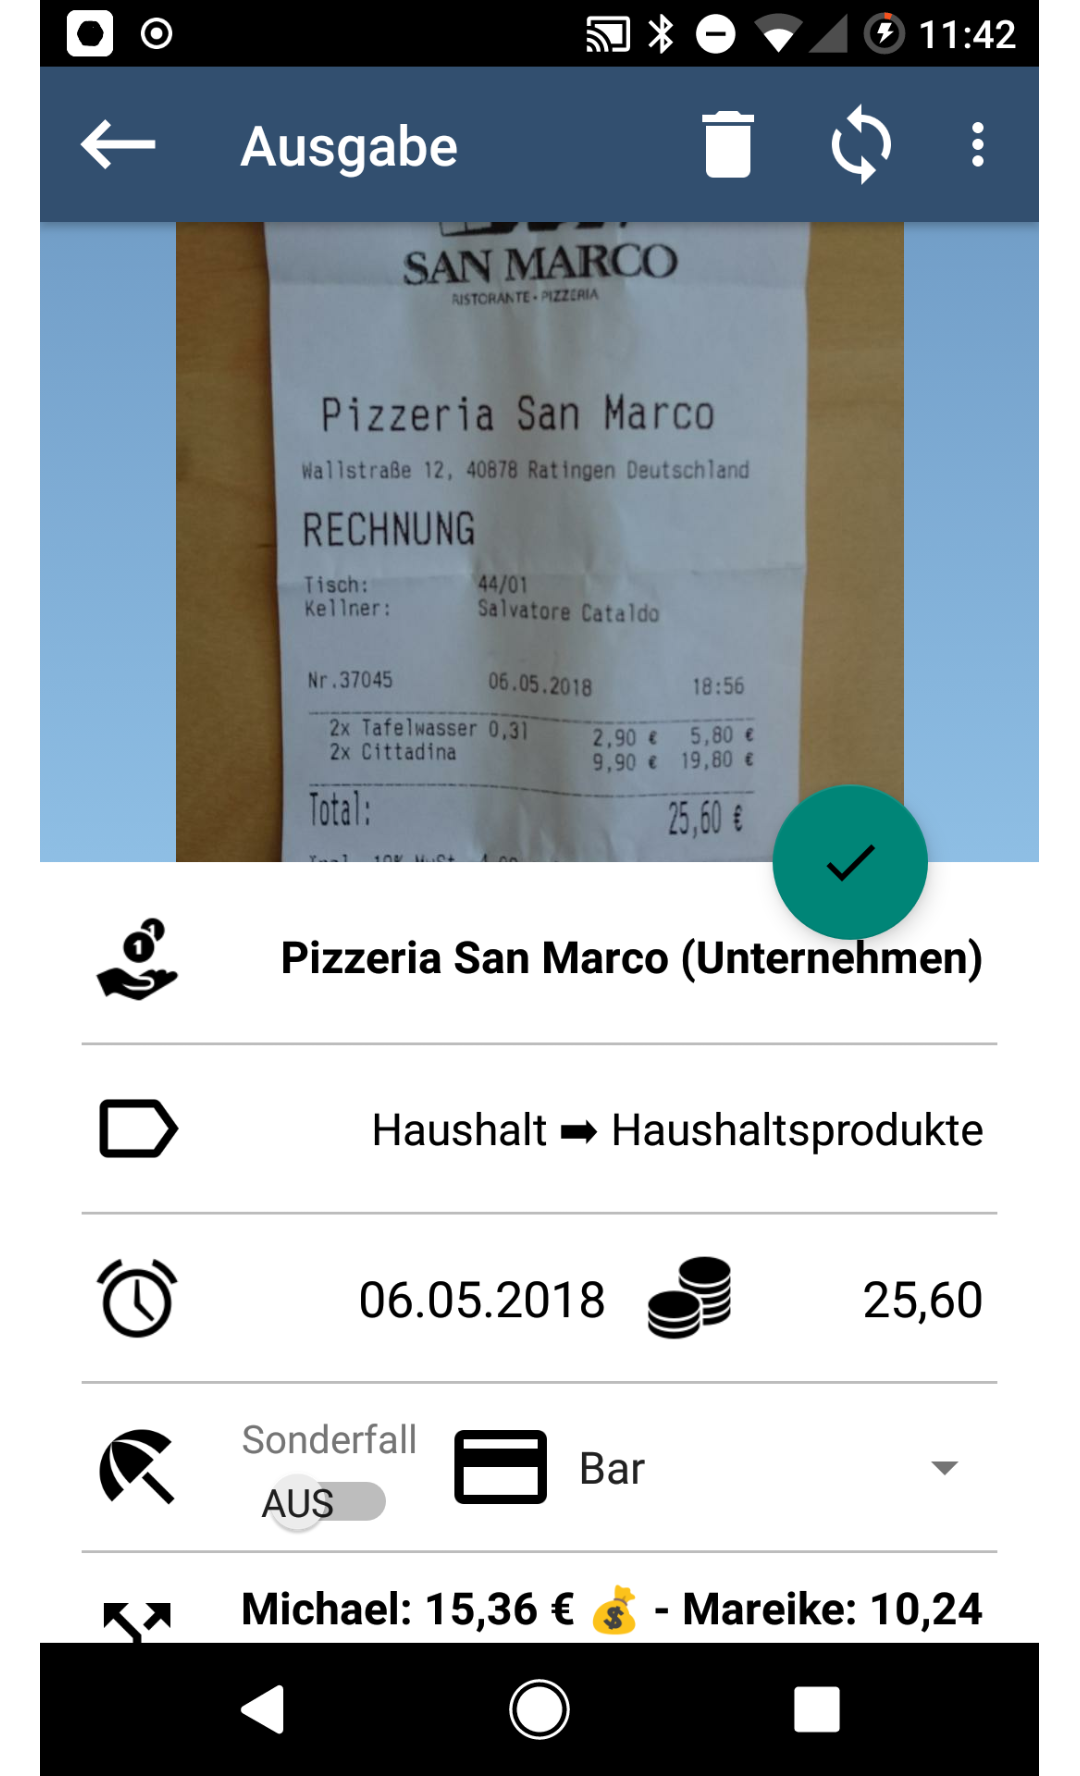 11:42
Ausgabe
SAN MARCO
RISTORANTE - PIZZERIA
Pizzeria San Marco
Wallstraße 12, 40878 Ratingen Deutschland
RECHNUNG
Tisch: 44/01
Kellner: Salvatore Cataldo
Nr.37045 06.05.2018 18:56
2x Tafelwasser 0,3l 2,90 € 5,80 €
2x Cittadina 9,90 € 19,80 €
Total: 25,60 €
Pizzeria San Marco (Unternehmen)
Haushalt ➡ Haushaltsprodukte
06.05.2018 25,60
Sonderfall
AUS
Bar
Michael: 15,36 € 💰 - Mareike: 10,24